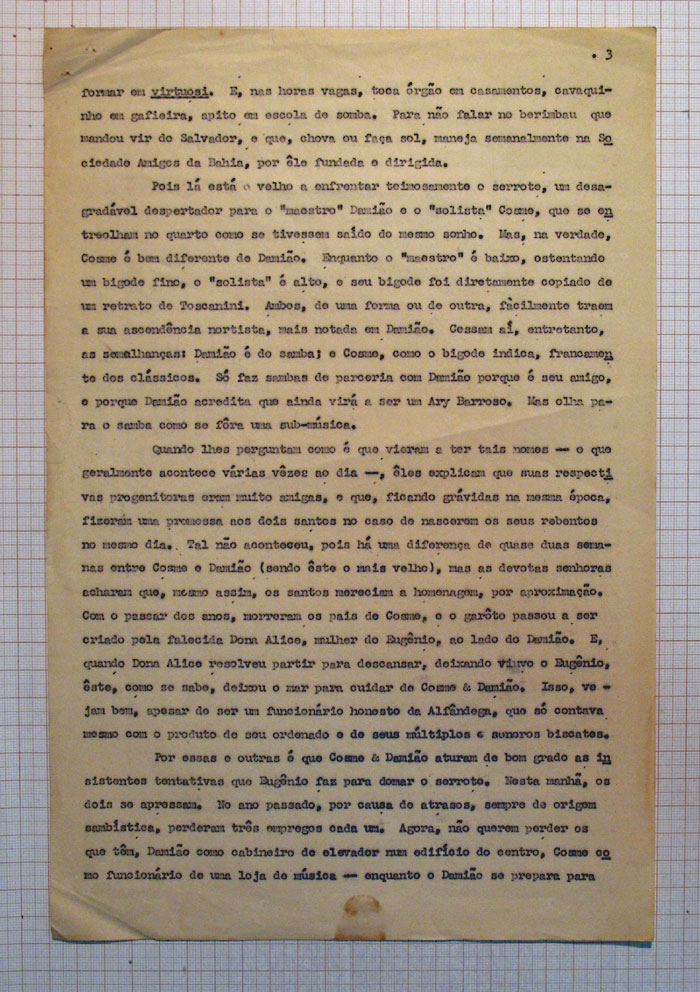 . 3
formar em virtuosi.  E, nas horas vagas, toca órgão em casamentos, cavaqui-
nho em gafieira, apito em escola de somba.  Para não falar no berimbau que
mandou vir do Salvador, e que, chova ou faça sol, maneja semanalmente na So
ciedade Amigos da Bahia, por êle fundada e dirigida.
Pois lá está o velho a enfrentar teimosamente o serrote, um desa-
gradável despertador para o "maestro" Damião e o "solista" Cosme, que se en
treolham no quarto como se tivessem saído do mesmo sonho.  Mas, na verdade,
Cosme é bem diferente de Damião.  Enquanto o "maestro" é baixo, ostentando
um bigode fino, o "solista" é alto, e seu bigode foi diretamente copiado de
um retrato de Toscanini.  Ambos, de uma forma ou de outra, fàcilmente traem
a sua ascendência nortista, mais notada em Damião.  Cessam aí, entretanto,
as semalhanças: Damião é do samba; e Cosme, como o bigode indica, francamen
te dos clássicos.  Só faz sambas de parceria com Damião porque é seu amigo,
e porque Damião acredita que ainda virá a ser um Ary Barroso.  Mas olha pa-
ra o samba como se fôra uma sub-música.
Quando lhes perguntam como é que vieram a ter tais nomes — o que
geralmente acontece várias vêzes ao dia —, êles explicam que suas respecti
vas progenitoras eram muito amigas, e que, ficando grávidas na mesma época,
fizeram uma promessa aos dois santos no caso de nascerem os seus rebentos
no mesmo dia.  Tal não aconteceu, pois há uma diferença de quase duas sema-
nas entre Cosme e Damião (sendo êste o mais velho), mas as devotas senhoras
acharam que, mesmo assim, os santos mereciam a homenagem, por aproximação.
Com o passar dos anos, morreram os pais de Cosme, e o garôto passou a ser
criado pela falecida Dona Alice, mulher do Eugênio, ao lado do Damião.  E,
quando Dona Alice resolveu partir para descansar, deixando viuvo o Eugênio,
êste, como se sabe, deixou o mar para cuidar de Cosme & Damião.  Isso, ve -
jam bem, apesar de ser um funcionário honesto da Alfândega, que só contava
mesmo com o produto de seu ordenado e de seus múltiplos e sonoros biscates.
Por essas e outras é que Cosme & Damião aturam de bom grado as in
sistentes tentativas que Eugênio faz para domar o serrote.  Nesta manhã, os
dois se apressam.  No ano passado, por causa de atrasos, sempre de origem
sambística, perderam três empregos cada um.  Agora, não querem perder os
que têm, Damião como cabineiro de elevador num edifício do centro, Cosme co
mo funcionário de uma loja de música — enquanto o Damião se prepara para